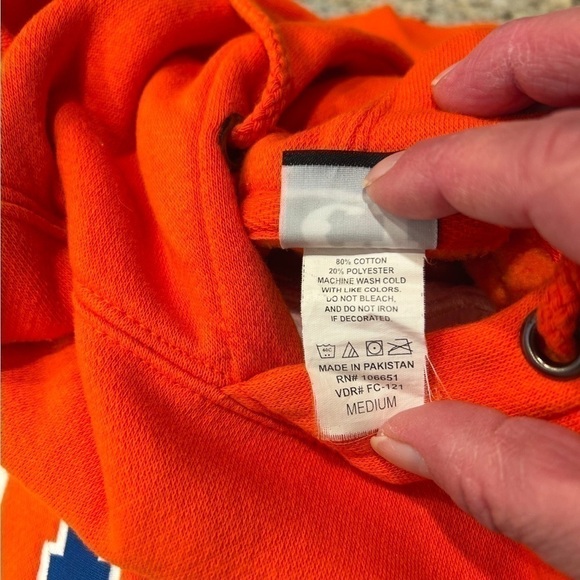 80% COTTON
20% POLYESTER
MACHINE WASH COLD
WITH LIKE COLORS.
DO NOT BLEACH,
AND DO NOT IRON
IF DECORATED.
MADE IN PAKISTAN
RN# 106651
VDR# FC-121
MEDIUM